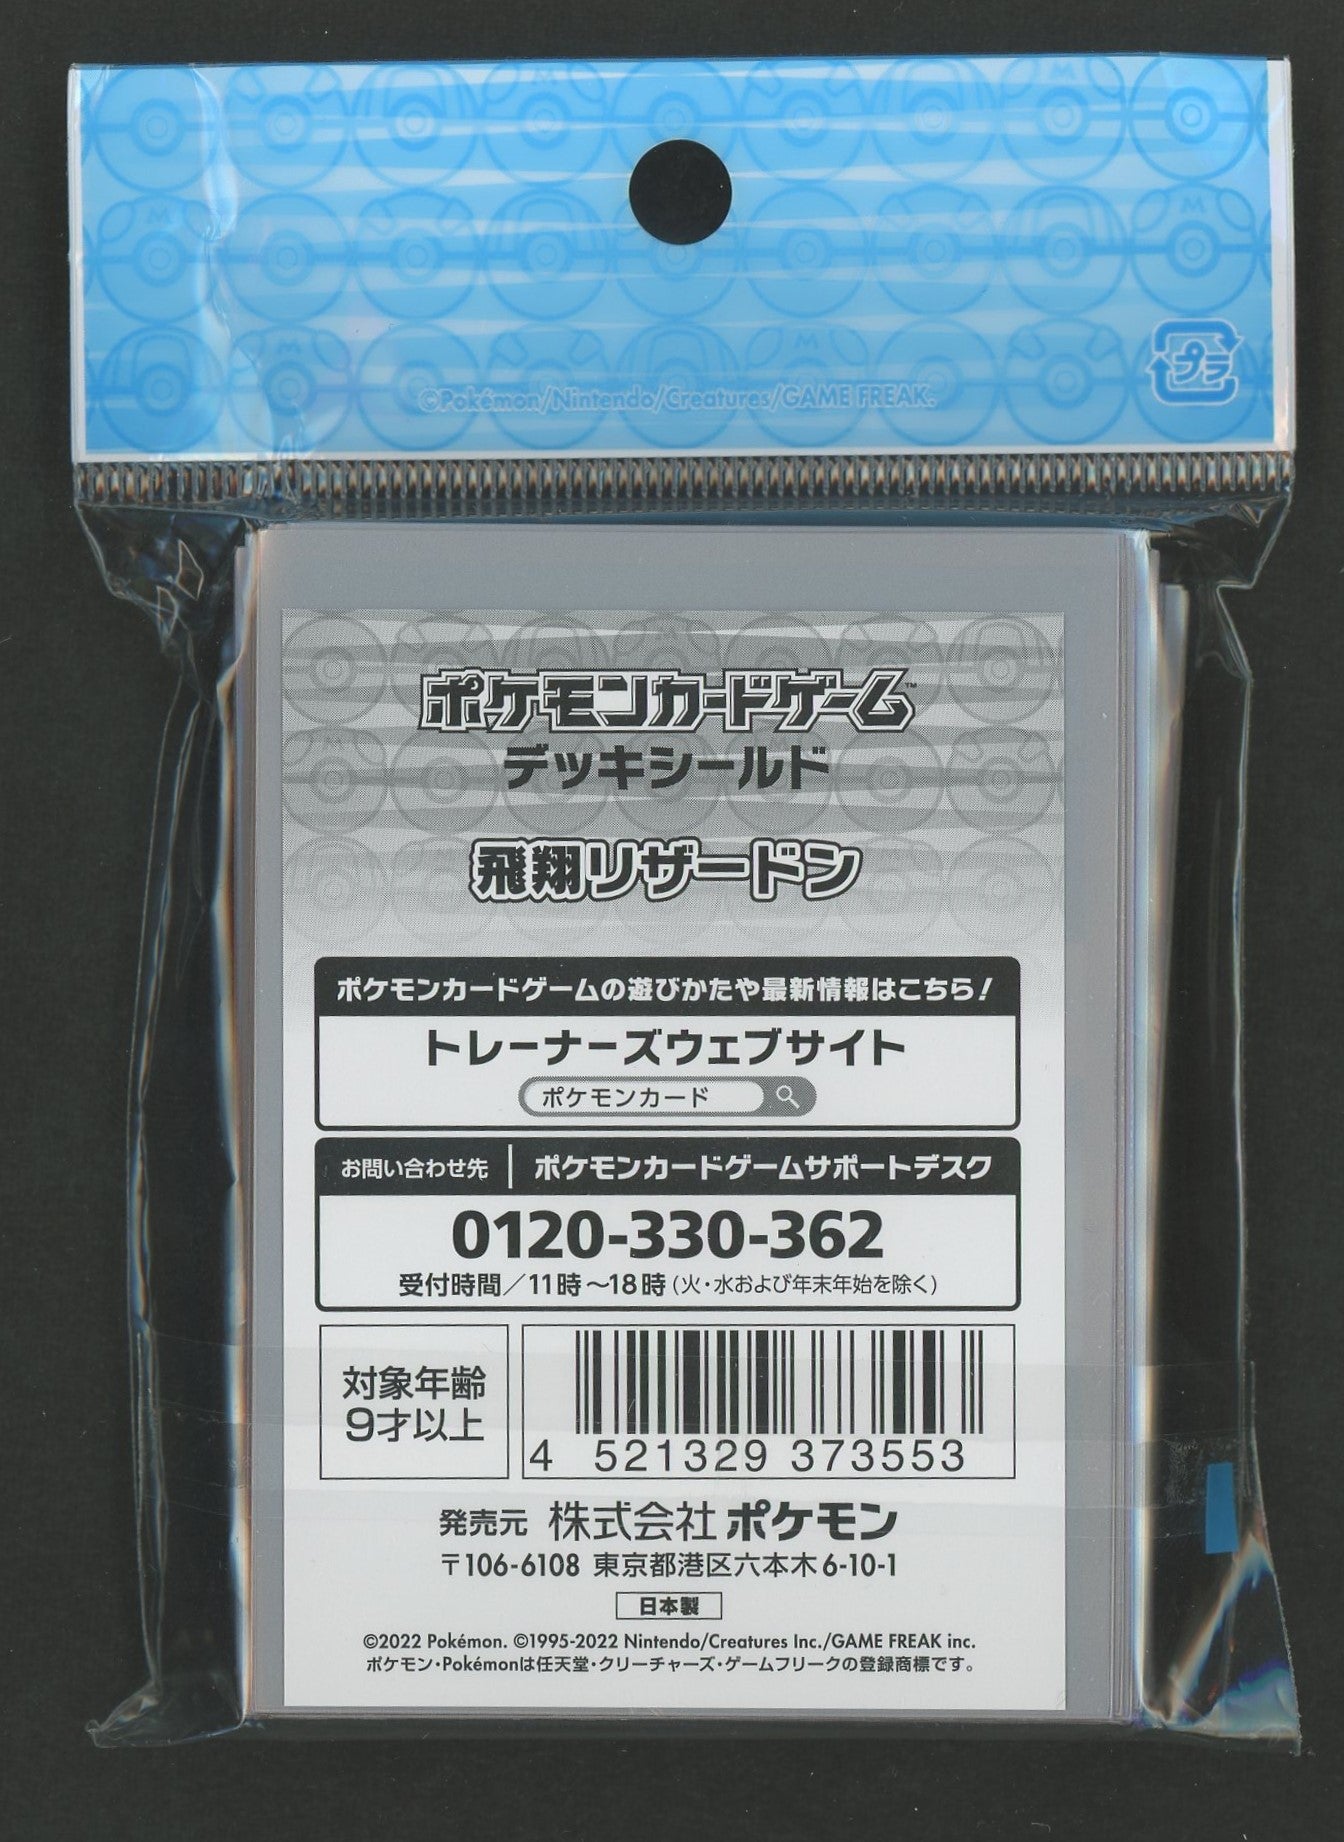 ©Pokémon/Nintendo/Creatures/GAME FREAK.
プラ
ポケモンカードゲーム™
デッキシールド
飛翔リザードン
ポケモンカードゲームの遊びかたや最新情報はこちら！
トレーナーズウェブサイト
ポケモンカード
お問い合わせ先 | ポケモンカードゲームサポートデスク
0120-330-362
受付時間／11時～18時(火・水および年末年始を除く)
対象年齢
9才以上
4 521329 373553
発売元 株式会社ポケモン
〒106-6108 東京都港区六本木6-10-1
日本製
©2022 Pokémon. ©1995-2022 Nintendo/Creatures Inc./GAME FREAK inc.
ポケモン・Pokémonは任天堂・クリーチャーズ・ゲームフリークの登録商標です。